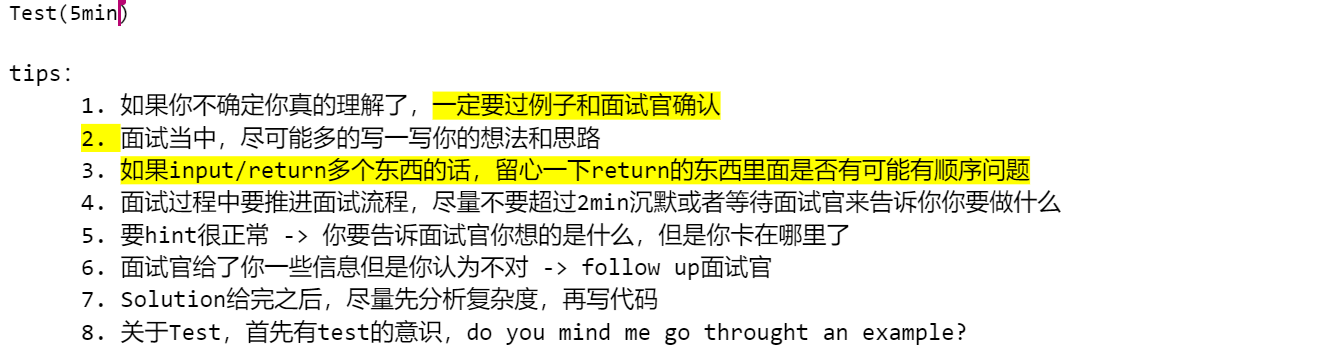 Test(5min)
tips：
1. 如果你不确定你真的理解了，一定要过例子和面试官确认
2. 面试当中，尽可能多的写一写你的想法和思路
3. 如果input/return多个东西的话，留心一下return的东西里面是否有可能有顺序问题
4. 面试过程中要推进面试流程，尽量不要超过2min沉默或者等待面试官来告诉你你要做什么
5. 要hint很正常 -> 你要告诉面试官你想的是什么，但是你卡在哪里了
6. 面试官给了你一些信息但是你认为不对 -> follow up面试官
7. Solution给完之后，尽量先分析复杂度，再写代码
8. 关于Test，首先有test的意识，do you mind me go throught an example?